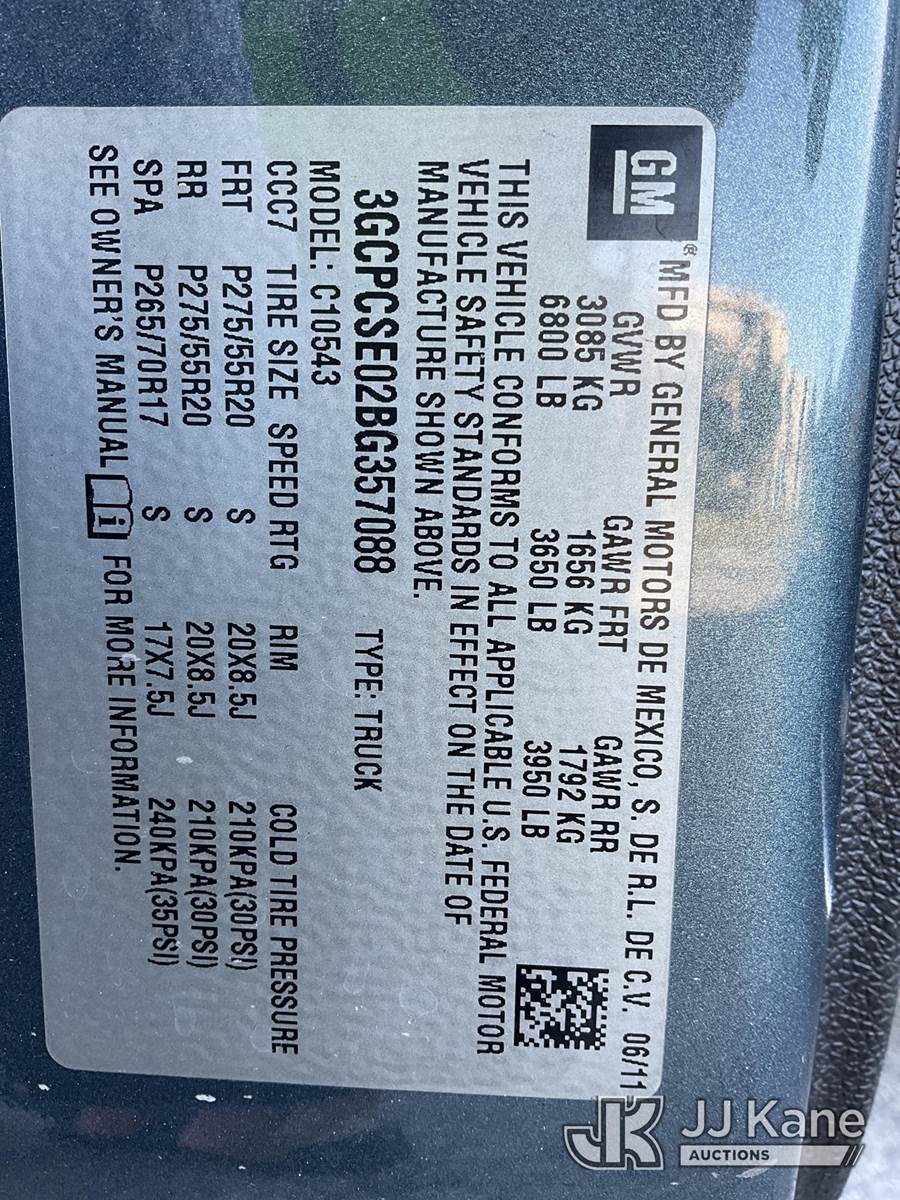 GM
® MFD BY GENERAL MOTORS DE MEXICO, S. DE R.L. DE C.V. 06/11
GVWR GAWR FRT GAWR RR
3085 KG 1656 KG 1792 KG
6800 LB 3650 LB 3950 LB
THIS VEHICLE CONFORMS TO ALL APPLICABLE U.S. FEDERAL MOTOR
VEHICLE SAFETY STANDARDS IN EFFECT ON THE DATE OF
MANUFACTURE SHOWN ABOVE.
3GCPCSE02BG357088 TYPE: TRUCK
MODEL: C10543
CCC7 TIRE SIZE SPEED RTG RIM COLD TIRE PRESSURE
FRT P275/55R20 S 20X8.5J 210KPA(30PSI)
RR P275/55R20 S 20X8.5J 210KPA(30PSI)
SPA P265/70R17 S 17X7.5J 240KPA(35PSI)
SEE OWNER'S MANUAL i FOR MORE INFORMATION.
JK JJ Kane
AUCTIONS